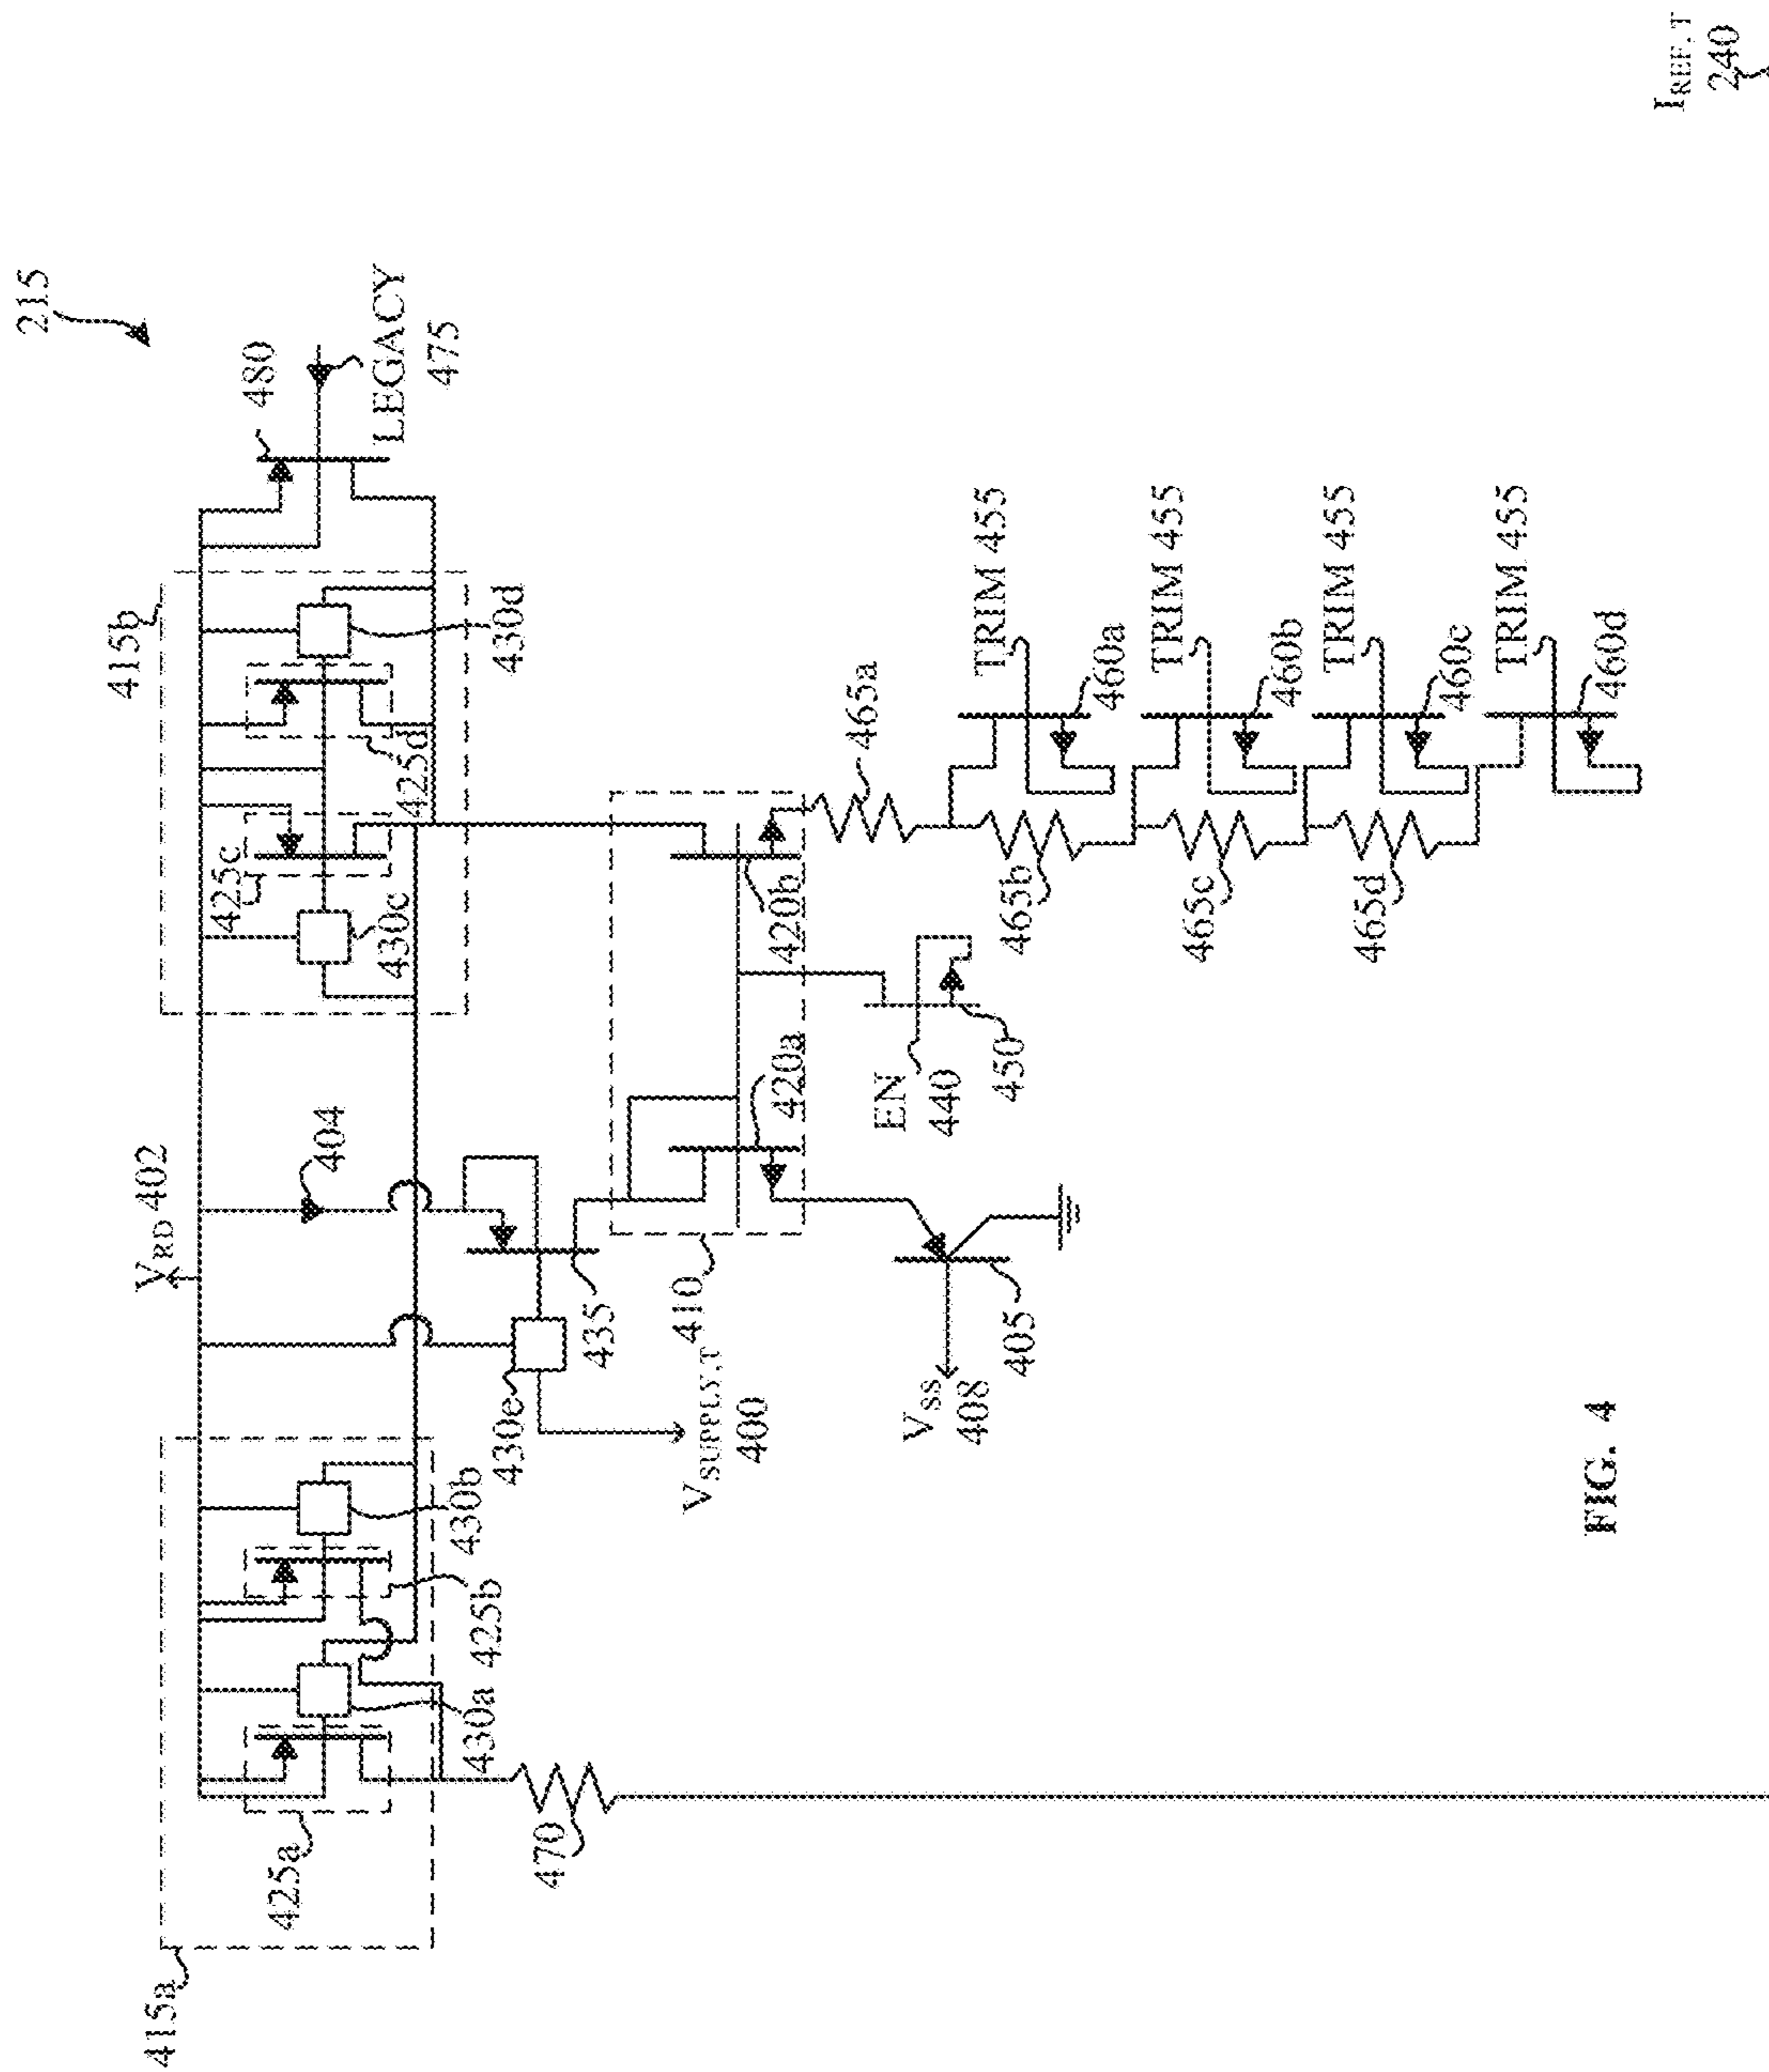 215
480
LEGACY
475
415b
430d
425d
425c
430c
V_RD 402
404
430e
435
V_SUPPLY,T
400
410
420a
420b
EN
440
450
V_SS
408
405
465a
465b
465c
465d
TRIM 455
460a
TRIM 455
460b
TRIM 455
460c
TRIM 455
460d
415a
425a
430a
425b
430b
470
I_REF,T
240
FIG. 4